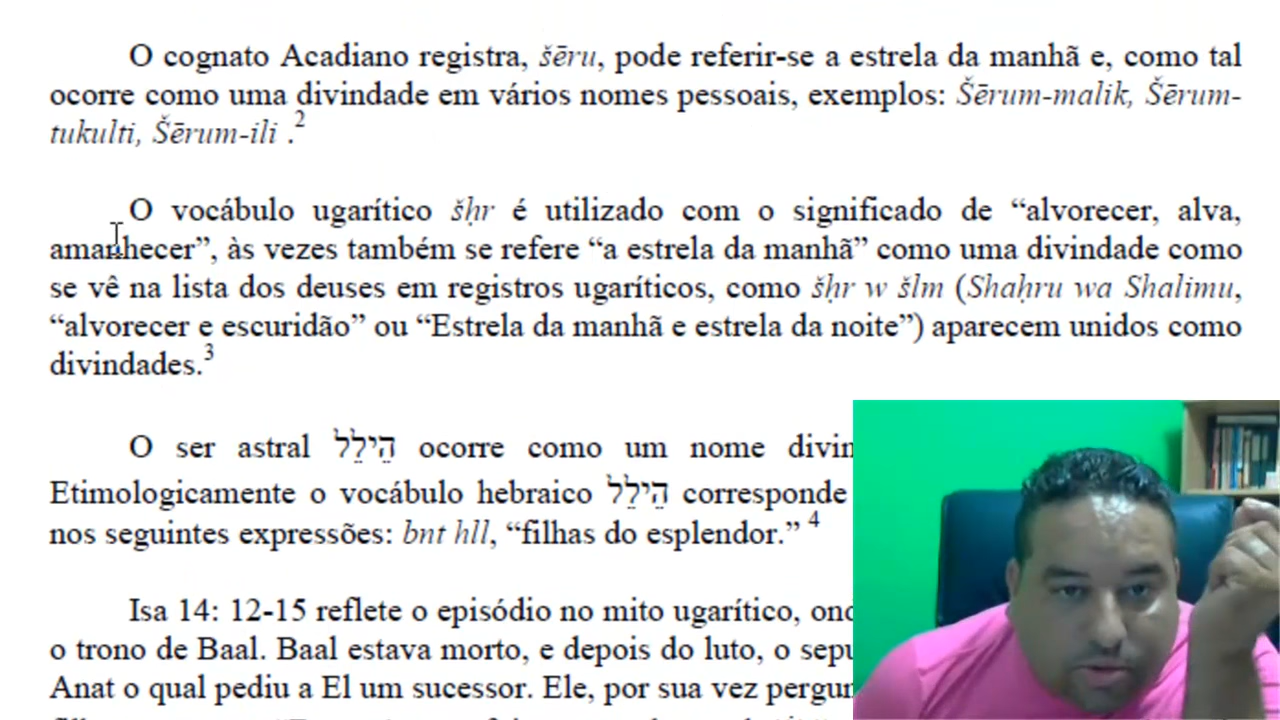 O cognato Acadiano registra, šēru, pode referir-se a estrela da manhã e, como tal
ocorre como uma divindade em vários nomes pessoais, exemplos: Šērum-malik, Šērum-
tukulti, Šērum-ili .2
O vocábulo ugarítico šḥr é utilizado com o significado de “alvorecer, alva,
amanhecer”, às vezes também se refere “a estrela da manhã” como uma divindade como
se vê na lista dos deuses em registros ugaríticos, como šḥr w šlm (Shaḥru wa Shalimu,
“alvorecer e escuridão” ou “Estrela da manhã e estrela da noite”) aparecem unidos como
divindades.3
O ser astral הֵילֵל ocorre como um nome divin
Etimologicamente o vocábulo hebraico הֵילֵל corresponde
nos seguintes expressões: bnt hll, “filhas do esplendor.” 4
Isa 14: 12-15 reflete o episódio no mito ugarítico, ond
o trono de Baal. Baal estava morto, e depois do luto, o sepu
Anat o qual pediu a El um sucessor. Ele, por sua vez pergun